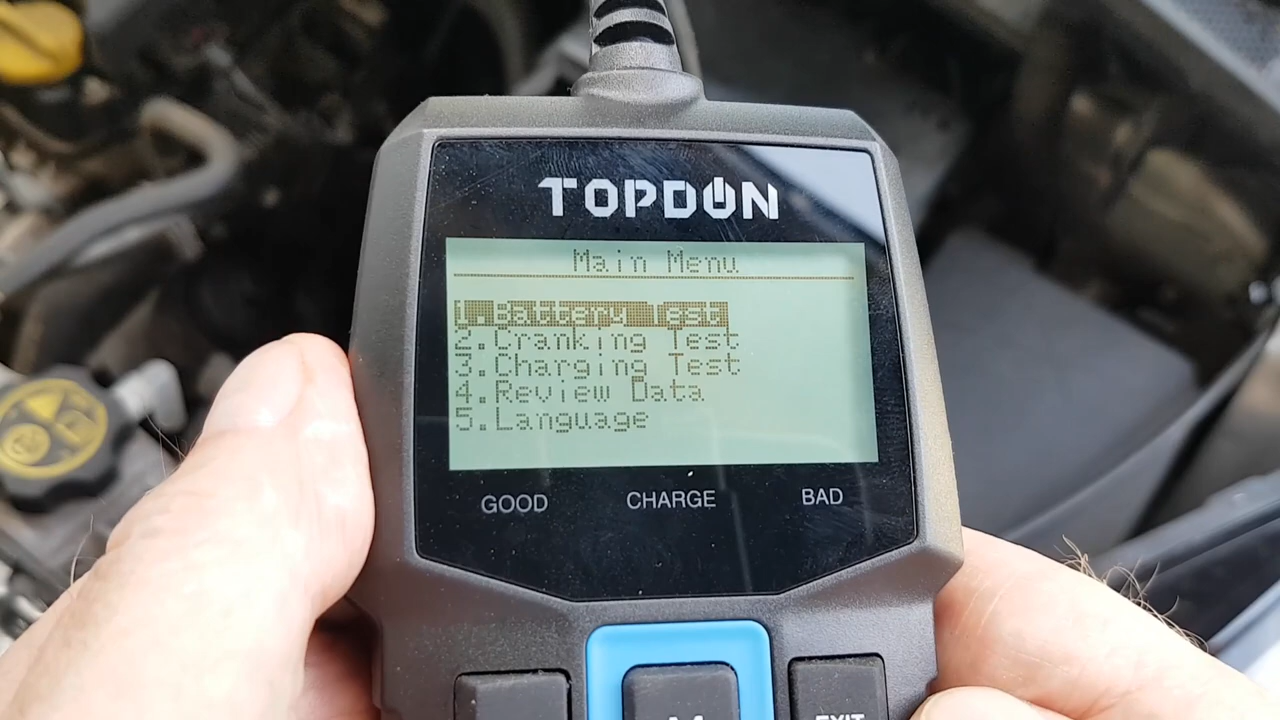 TOPDON
Main Menu
1.Battery Test
2.Cranking Test
3.Charging Test
4.Review Data
5.Language
GOOD CHARGE BAD
EXIT